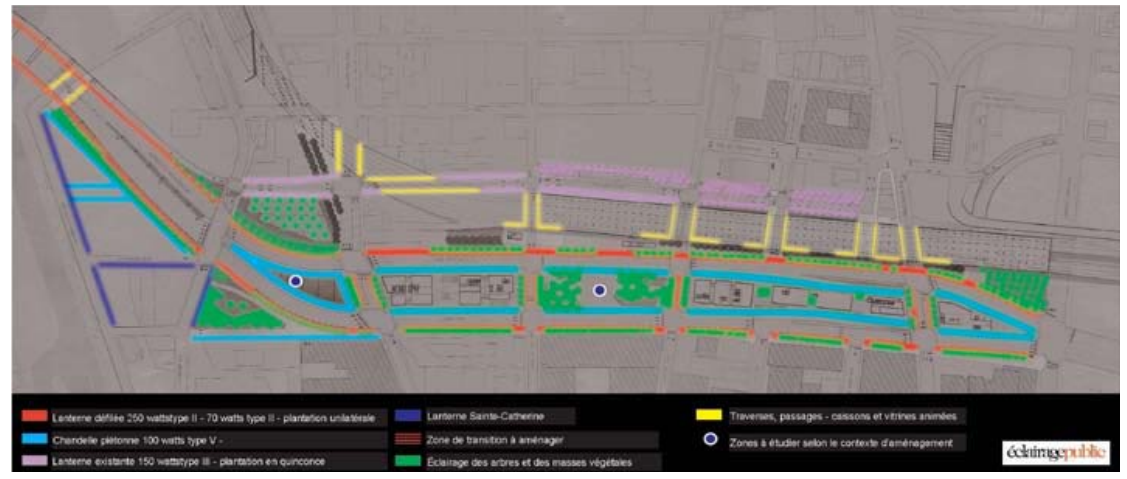 Lanterne défilée 250 wattstype II - 70 watts type II - plantation unilatérale
Chandelle piétonne 100 watts type V -
Lanterne existante 150 wattstype III - plantation en quinconce
Lanterne Sainte-Catherine
Zone de transition à aménager
Éclairage des arbres et des masses végétales
Traverses, passages - caissons et vitrines animées
Zones à étudier selon le contexte d'aménagement
éclairagepublic